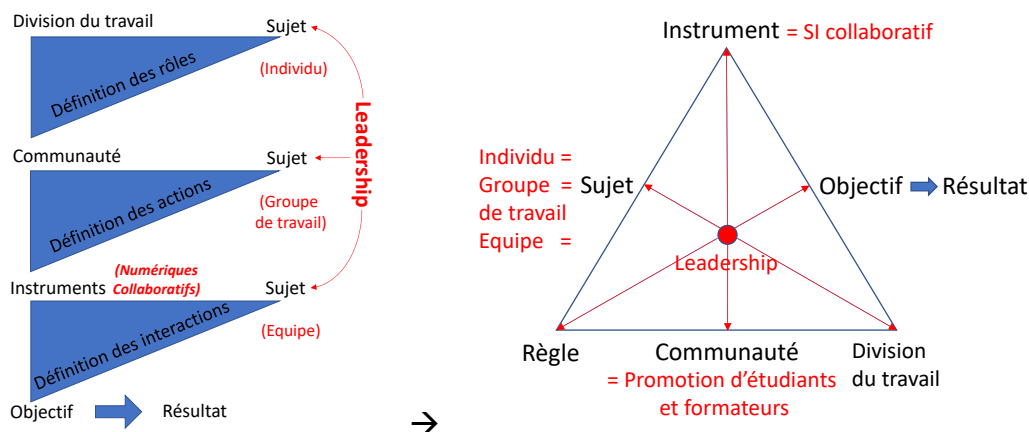 Division du travail
Sujet
Définition des rôles
(Individu)
Leadership
Communauté
Sujet
Définition des actions
(Groupe
de travail)
Instruments
(Numériques
Collaboratifs)
Sujet
Définition des interactions
(Equipe)
Objectif
Résultat
→
Instrument = SI collaboratif
Individu =
Groupe = Sujet
de travail
Equipe =
Objectif
Résultat
Leadership
Règle
Communauté
= Promotion d'étudiants
et formateurs
Division
du travail